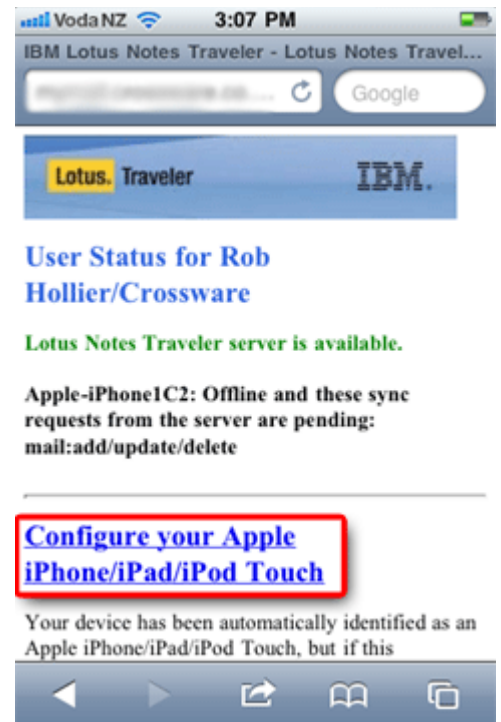 Voda NZ 3:07 PM
IBM Lotus Notes Traveler - Lotus Notes Travel...
Google
Lotus. Traveler IBM.
User Status for Rob
Hollier/Crossware
Lotus Notes Traveler server is available.
Apple-iPhone1C2: Offline and these sync
requests from the server are pending:
mail:add/update/delete
Configure your Apple
iPhone/iPad/iPod Touch
Your device has been automatically identified as an
Apple iPhone/iPad/iPod Touch, but if this